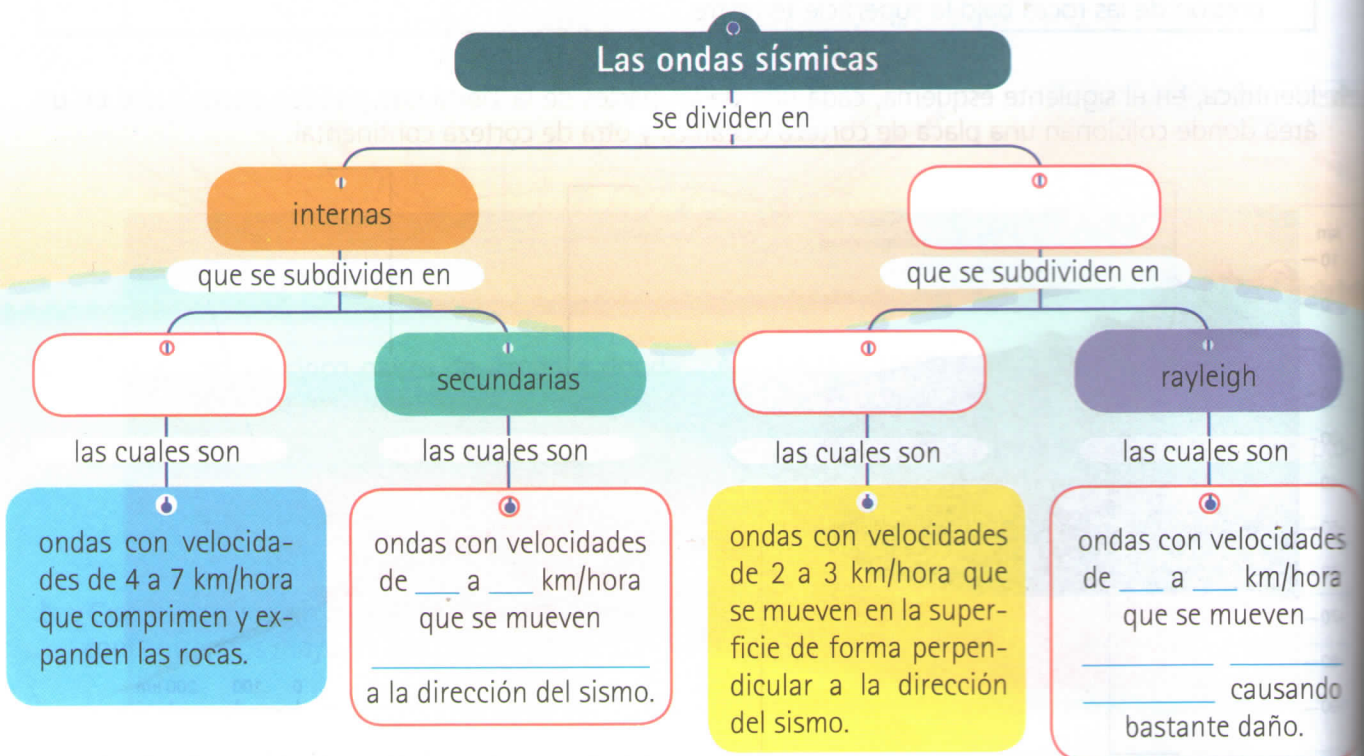 Las ondas sísmicas
se dividen en
internas
que se subdividen en
que se subdividen en
secundarias
rayleigh
las cuales son
las cuales son
las cuales son
las cuales son
ondas con velocida-
des de 4 a 7 km/hora
que comprimen y ex-
panden las rocas.
ondas con velocidades
de ___ a ___ km/hora
que se mueven
___
a la dirección del sismo.
ondas con velocidades
de 2 a 3 km/hora que
se mueven en la super-
ficie de forma perpen-
dicular a la dirección
del sismo.
ondas con velocidades
de ___ a ___ km/hora
que se mueven
___ ___
___ causando
bastante daño.